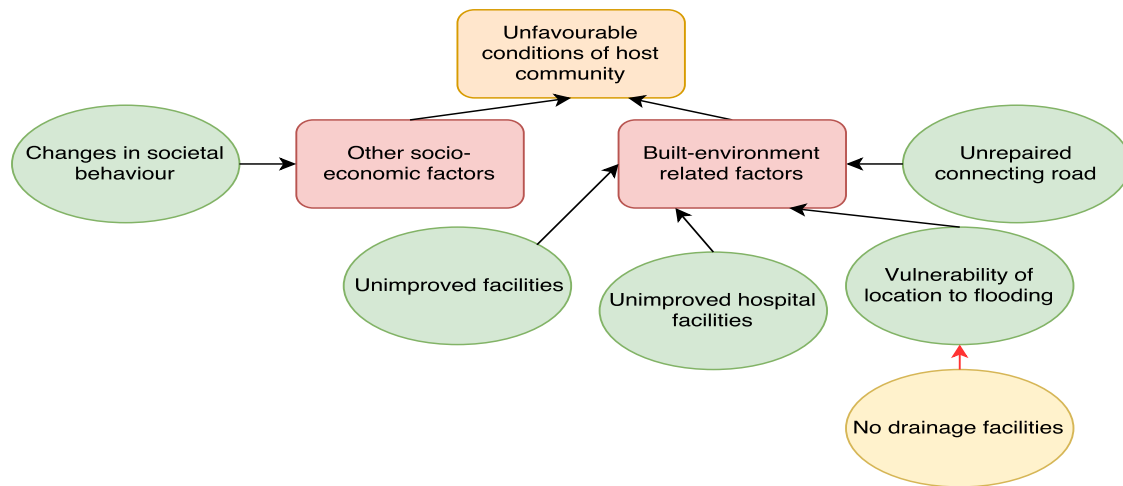 Unfavourable
conditions of host
community
Changes in societal
behaviour
Other socio-
economic factors
Built-environment
related factors
Unrepaired
connecting road
Unimproved facilities
Unimproved hospital
facilities
Vulnerability of
location to flooding
No drainage facilities